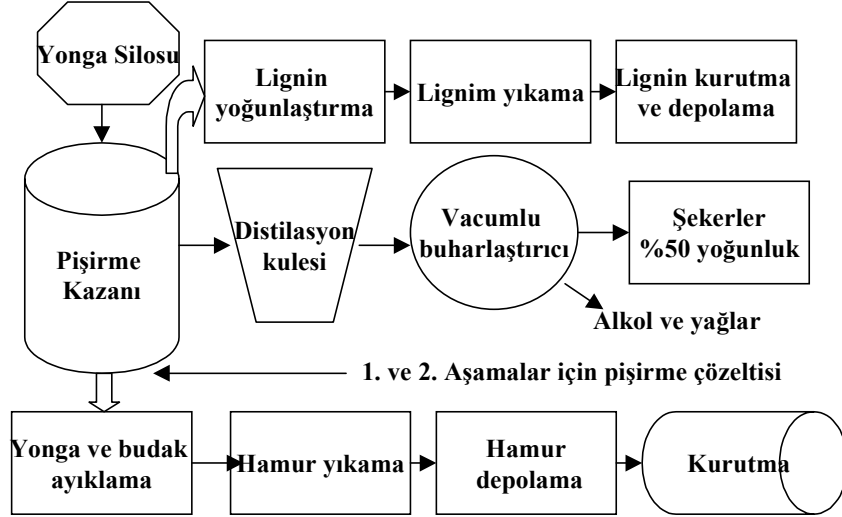 Yonga Silosu
Lignin
yoğunlaştırma
Lignim yıkama
Lignin kurutma
ve depolama
Pişirme
Kazanı
Distilasyon
kulesi
Vacumlu
buharlaştırıcı
Şekerler
%50 yoğunluk
Alkol ve yağlar
1. ve 2. Aşamalar için pişirme çözeltisi
Yonga ve budak
ayıklama
Hamur yıkama
Hamur
depolama
Kurutma